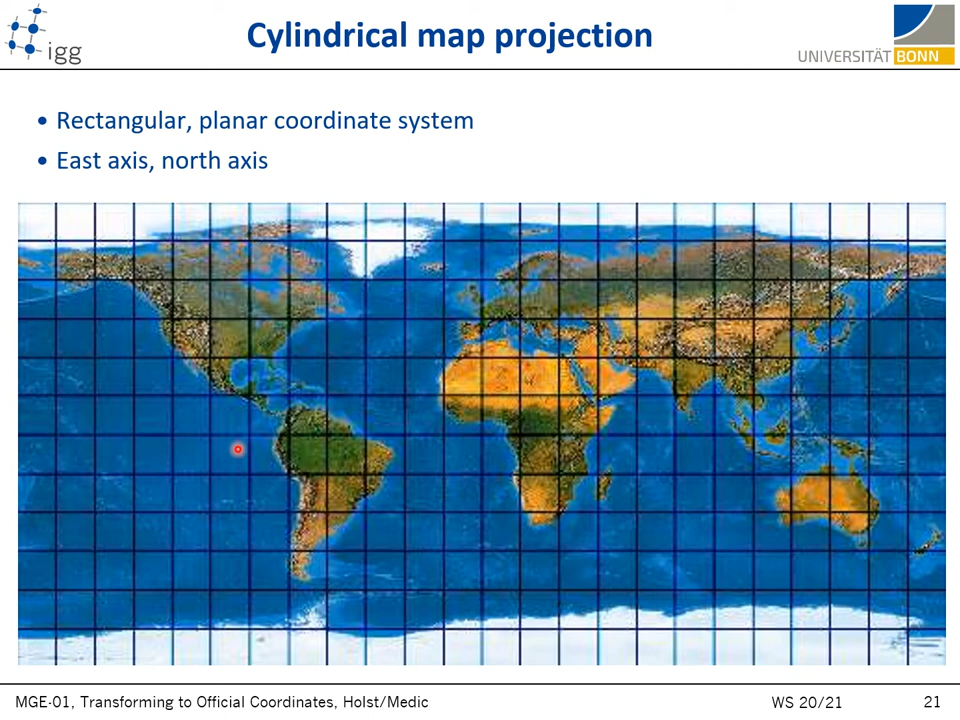 igg
Cylindrical map projection
UNIVERSITÄT BONN
• Rectangular, planar coordinate system
• East axis, north axis
MGE-01, Transforming to Official Coordinates, Holst/Medic
WS 20/21
21